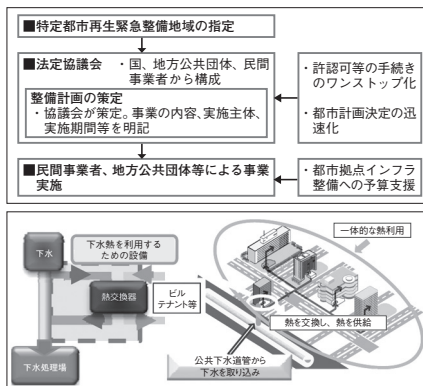 ■特定都市再生緊急整備地域の指定
■法定協議会 ・国、地方公共団体、民間
事業者から構成
整備計画の策定
・協議会が策定。事業の内容、実施主体、
実施期間等を明記
・許認可等の手続き
のワンストップ化
・都市計画決定の迅
速化
■民間事業者、地方公共団体等による事業
実施
・都市拠点インフラ
整備への予算支援
下水
下水熱を利用する
ための設備
熱交換器
ビル
テナント等
下水処理場
一体的な熱利用
熱を交換し、熱を供給
公共下水道管から
下水を取り込み